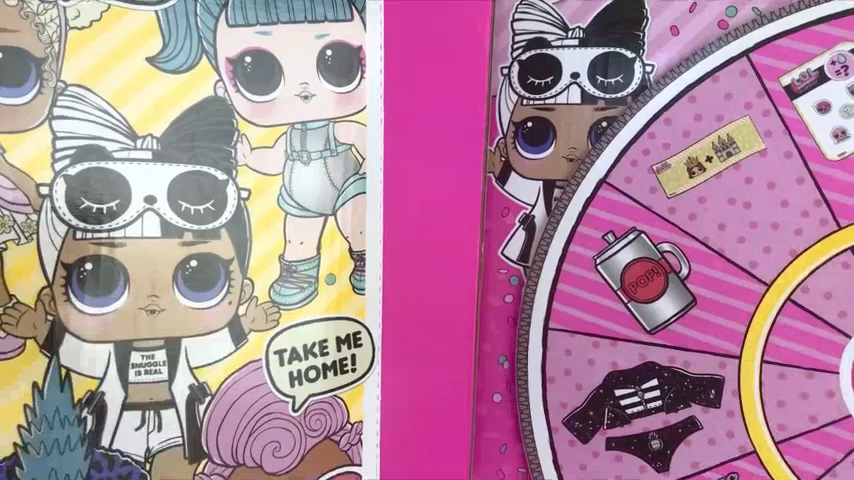 THE
SNUGGLE
IS REAL
TAKE ME
HOME!
POP!
+
=?
+